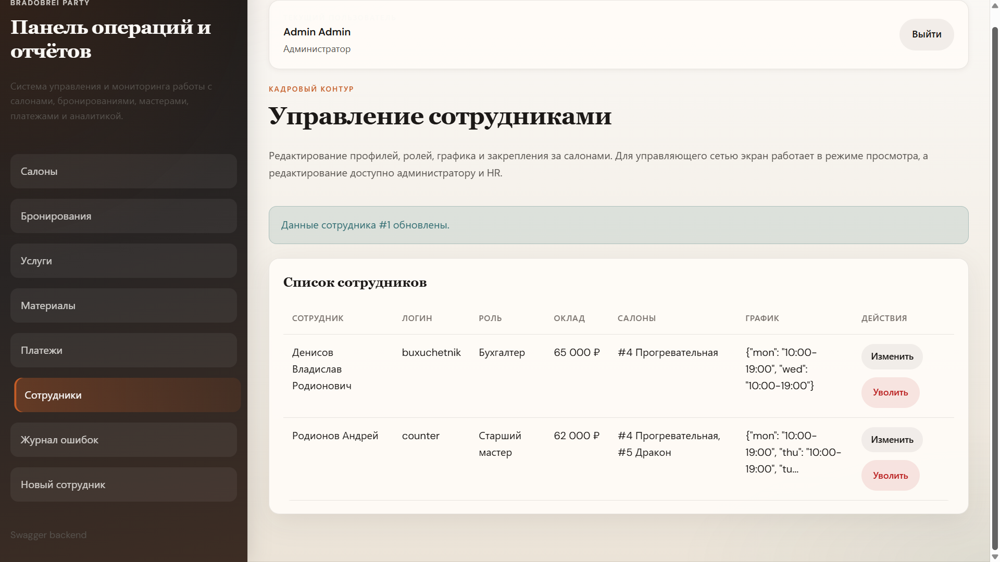 BRADOBREI PARTY
Панель операций и
отчётов
Система управления и мониторинга работы с
салонами, бронированиями, мастерами,
платежами и аналитикой.
Салоны
Бронирования
Услуги
Материалы
Платежи
Сотрудники
Журнал ошибок
Новый сотрудник
Swagger backend
Admin Admin
Администратор
Выйти
КАДРОВЫЙ КОНТУР
Управление сотрудниками
Редактирование профилей, ролей, графика и закрепления за салонами. Для управляющего сетью экран работает в режиме просмотра, а
редактирование доступно администратору и HR.
Данные сотрудника #1 обновлены.
Список сотрудников
СОТРУДНИК ЛОГИН РОЛЬ ОКЛАД САЛОНЫ ГРАФИК ДЕЙСТВИЯ
Денисов buxuchetnik Бухгалтер 65 000 ₽ #4 Прогревательная {"mon": "10:00-
Владислав 19:00", "wed":
Родионович "10:00-19:00"}
Изменить
Уволить
Родионов Андрей counter Старший 62 000 ₽ #4 Прогревательная, {"mon": "10:00-
мастер #5 Дракон 19:00", "thu": "10:00-
19:00", "tu...
Изменить
Уволить